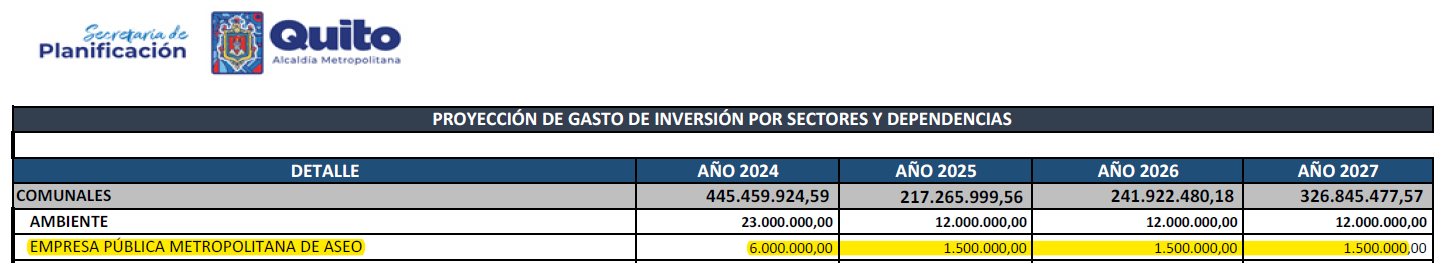 Secretaría de
Planificación
Quito
Alcaldía Metropolitana
PROYECCIÓN DE GASTO DE INVERSIÓN POR SECTORES Y DEPENDENCIAS
DETALLE AÑO 2024 AÑO 2025 AÑO 2026 AÑO 2027
COMUNALES 445.459.924,59 217.265.999,56 241.922.480,18 326.845.477,57
AMBIENTE 23.000.000,00 12.000.000,00 12.000.000,00 12.000.000,00
EMPRESA PÚBLICA METROPOLITANA DE ASEO 6.000.000,00 1.500.000,00 1.500.000,00 1.500.000,00